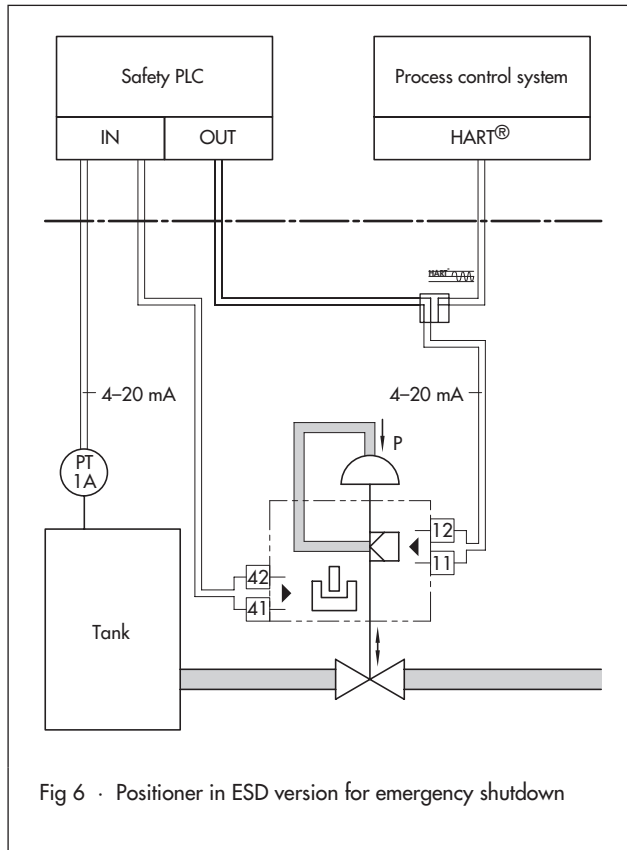 Safety PLC
Process control system
IN
OUT
HART®
HART®
4–20 mA
4–20 mA
PT
1A
P
12
11
42
41
Tank
Fig 6 · Positioner in ESD version for emergency shutdown